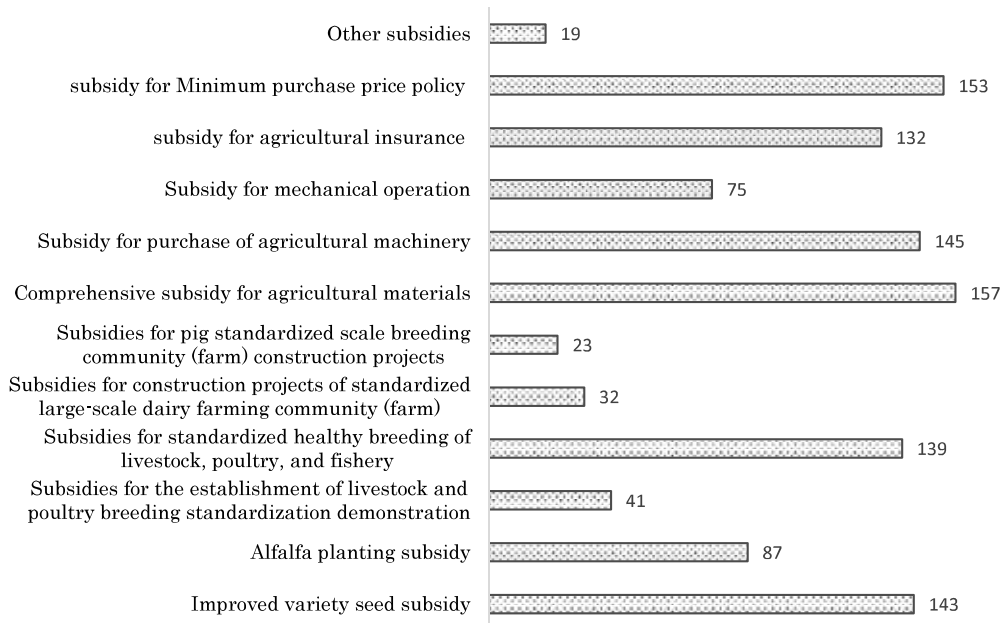 Other subsidies 19
subsidy for Minimum purchase price policy 153
subsidy for agricultural insurance 132
Subsidy for mechanical operation 75
Subsidy for purchase of agricultural machinery 145
Comprehensive subsidy for agricultural materials 157
Subsidies for pig standardized scale breeding
community (farm) construction projects 23
Subsidies for construction projects of standardized
large-scale dairy farming community (farm) 32
Subsidies for standardized healthy breeding of
livestock, poultry, and fishery 139
Subsidies for the establishment of livestock and
poultry breeding standardization demonstration 41
Alfalfa planting subsidy 87
Improved variety seed subsidy 143